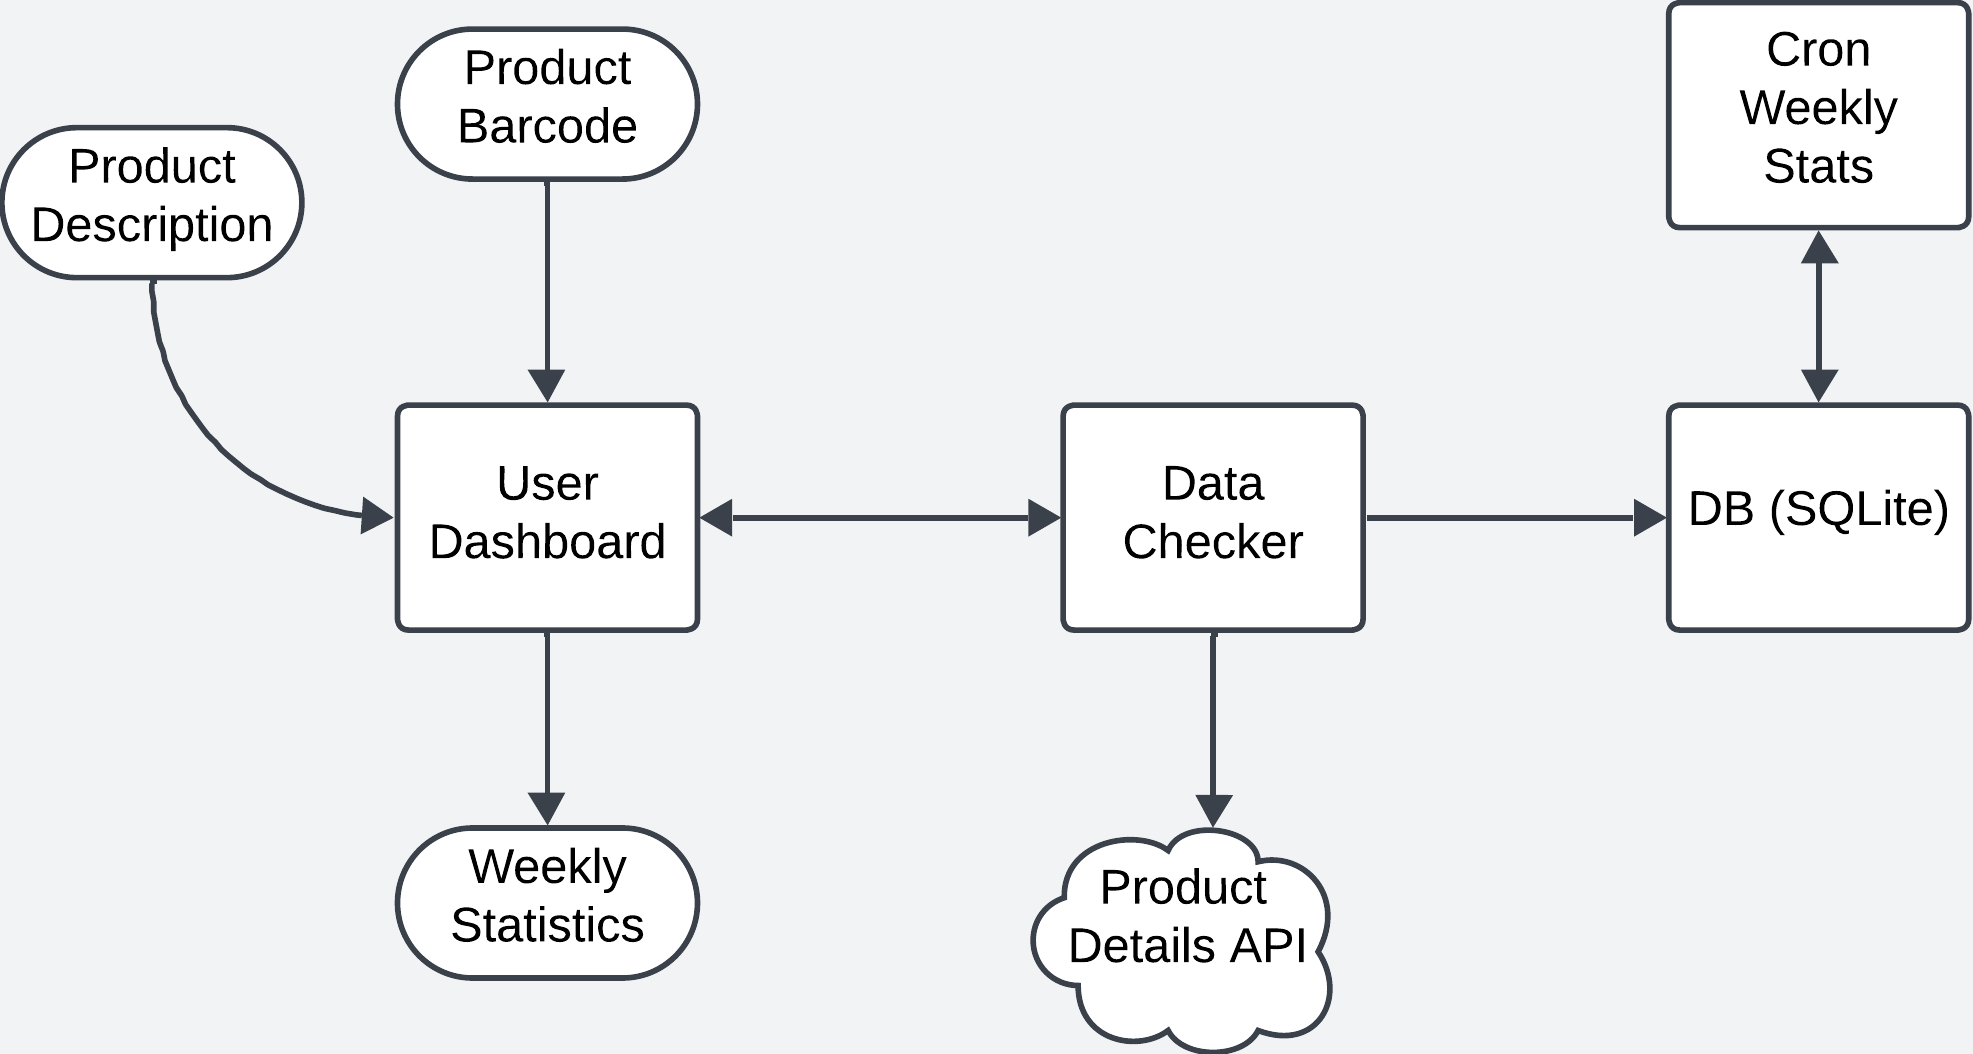 Product
Barcode
Cron
Weekly
Stats
Product
Description
User
Dashboard
Data
Checker
DB (SQLite)
Weekly
Statistics
Product
Details API